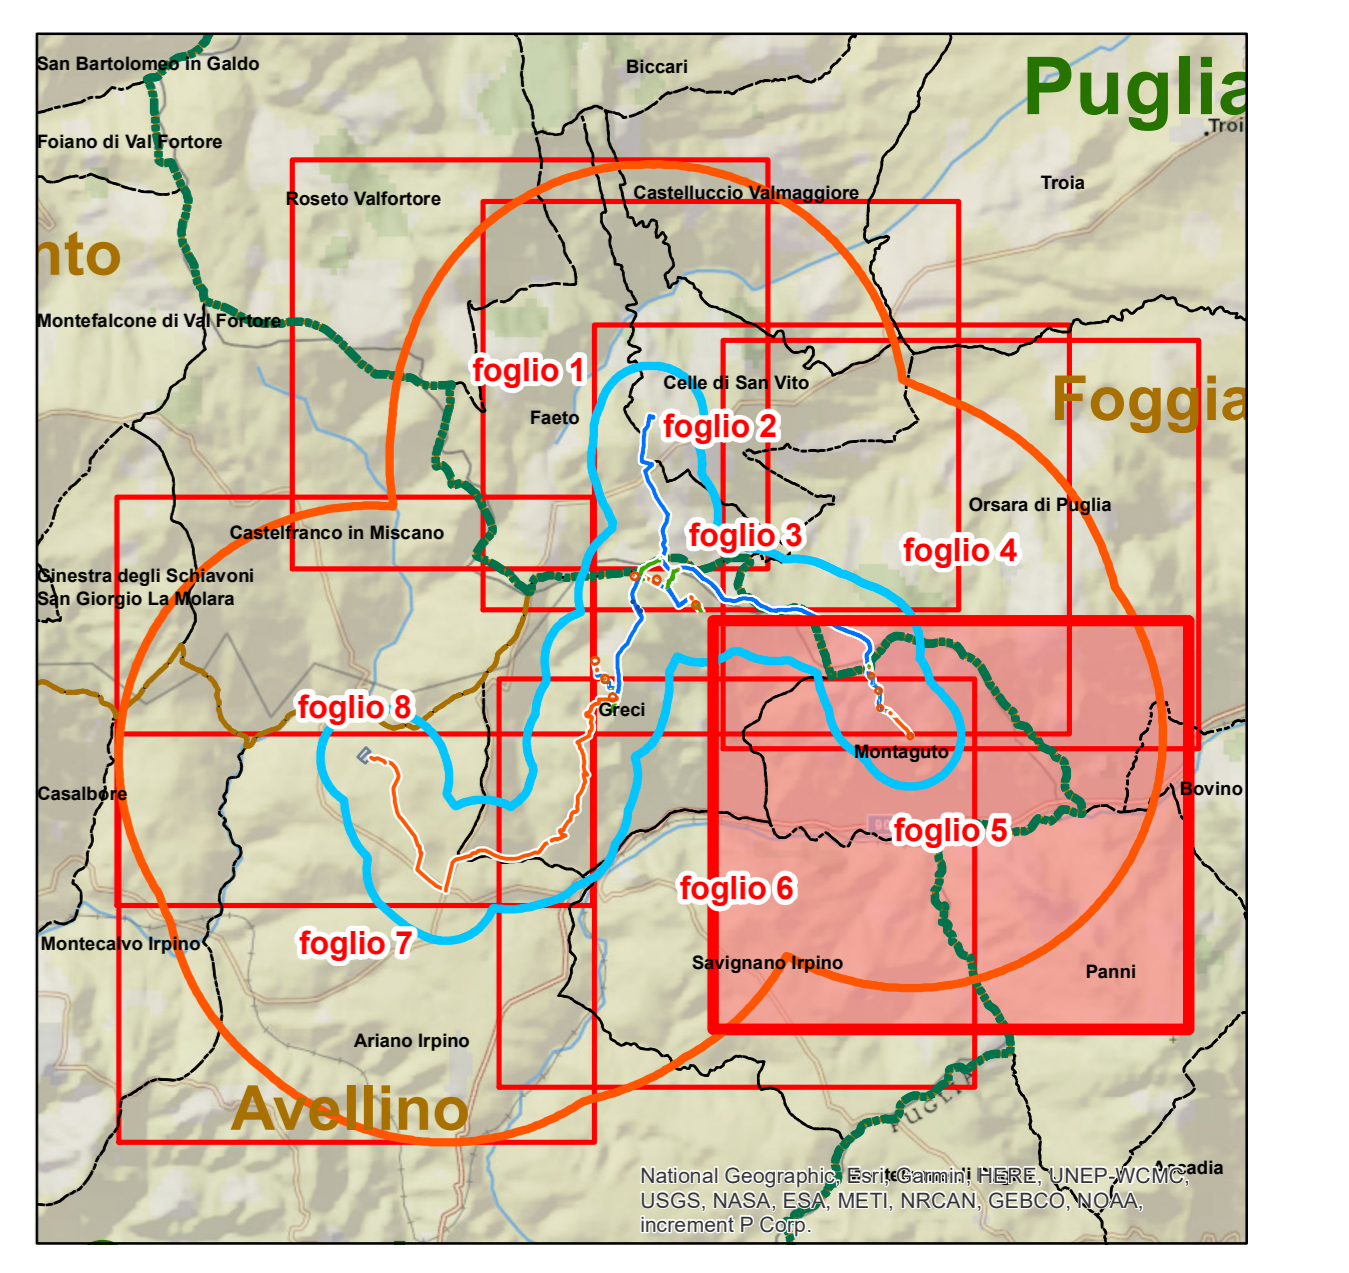 San Bartolomeo in Galdo
Biccari
Puglia
Troi
Foiano di Val Fortore
Troia
Roseto Valfortore
Castelluccio Valmaggiore
nto
Montefalcone di Val Fortore
foglio 1
Celle di San Vito
Foggia
Faeto
foglio 2
Orsara di Puglia
Castelfranco in Miscano
foglio 3
foglio 4
Ginestra degli Schiavoni
San Giorgio La Molara
foglio 8
Greci
Montaguto
Casalbore
Bovino
foglio 5
foglio 6
Montecalvo Irpino
foglio 7
Savignano Irpino
Panni
Ariano Irpino
Avellino
PUGLIA
Accadia
National Geographic, Esri, Garmin, HERE, UNEP-WCMC,
USGS, NASA, ESA, METI, NRCAN, GEBCO, NOAA,
increment P Corp.